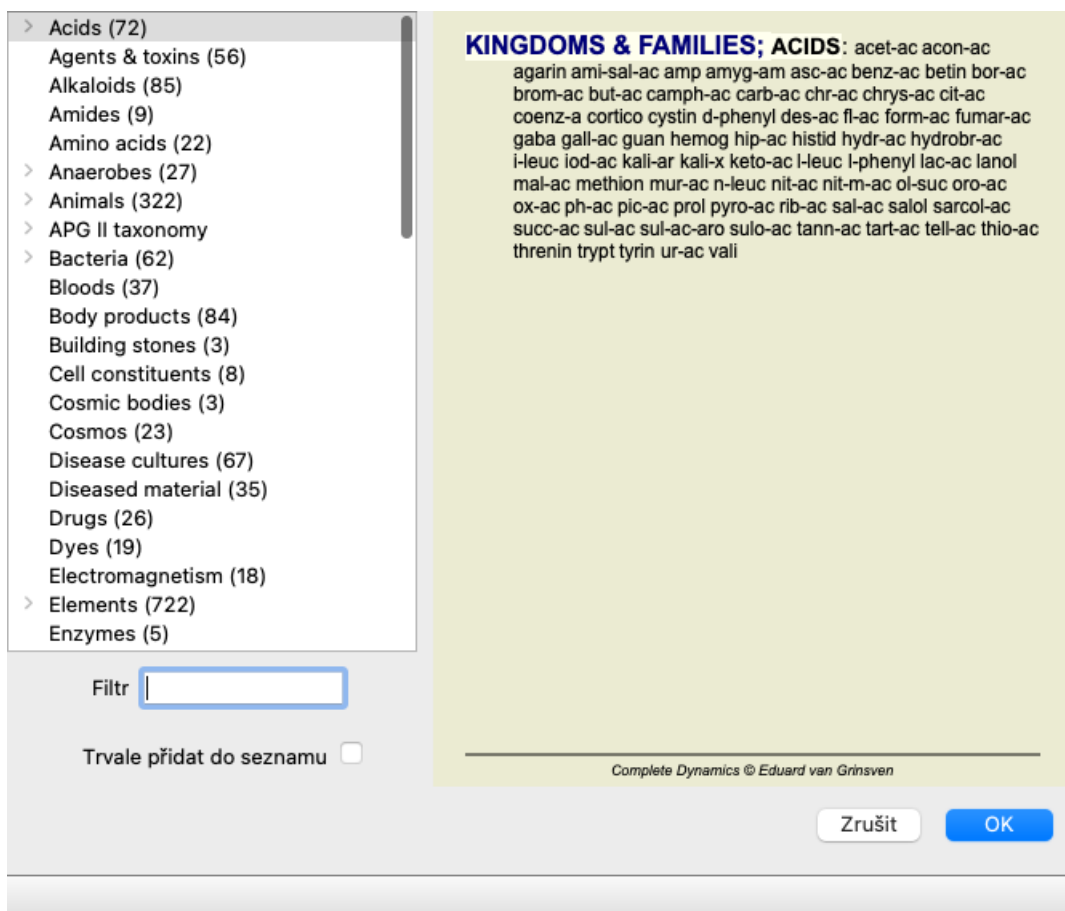 Acids (72)
Agents & toxins (56)
Alkaloids (85)
Amides (9)
Amino acids (22)
Anaerobes (27)
Animals (322)
APG II taxonomy
Bacteria (62)
Bloods (37)
Body products (84)
Building stones (3)
Cell constituents (8)
Cosmic bodies (3)
Cosmos (23)
Disease cultures (67)
Diseased material (35)
Drugs (26)
Dyes (19)
Electromagnetism (18)
Elements (722)
Enzymes (5)
Filtr
Trvale přidat do seznamu
KINGDOMS & FAMILIES; ACIDS: acet-ac acon-ac
agarin ami-sal-ac amp amyg-am asc-ac benz-ac betin bor-ac
brom-ac but-ac camph-ac carb-ac chr-ac chrys-ac cit-ac
coenz-a cortico cystin d-phenyl des-ac fl-ac form-ac fumar-ac
gaba gall-ac guan hemog hip-ac histid hydr-ac hydrobr-ac
i-leuc iod-ac kali-ar kali-x keto-ac l-leuc l-phenyl lac-ac lanol
mal-ac methion mur-ac n-leuc nit-ac nit-m-ac ol-suc oro-ac
ox-ac ph-ac pic-ac prol pyro-ac rib-ac sal-ac salol sarcol-ac
succ-ac sul-ac sul-ac-aro sulo-ac tann-ac tart-ac tell-ac thio-ac
threnin trypt tyrin ur-ac vali
Complete Dynamics © Eduard van Grinsven
Zrušit
OK